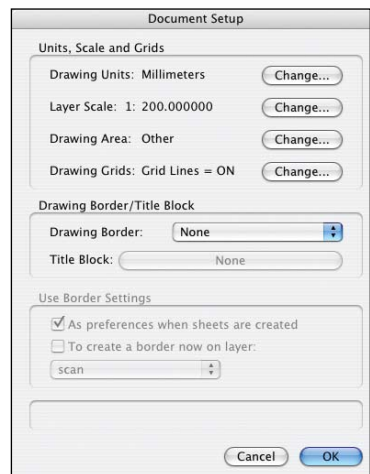 Document Setup
Units, Scale and Grids
Drawing Units: Millimeters Change...
Layer Scale: 1: 200.000000 Change...
Drawing Area: Other Change...
Drawing Grids: Grid Lines = ON Change...
Drawing Border/Title Block
Drawing Border: None
Title Block: None
Use Border Settings
As preferences when sheets are created
To create a border now on layer:
scan
Cancel OK